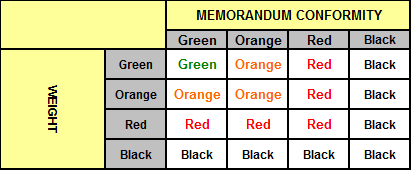 MEMORANDUM CONFORMITY
Green Orange Red Black
WEIGHT
Green Green Orange Red Black
Orange Orange Orange Red Black
Red Red Red Red Black
Black Black Black Black Black